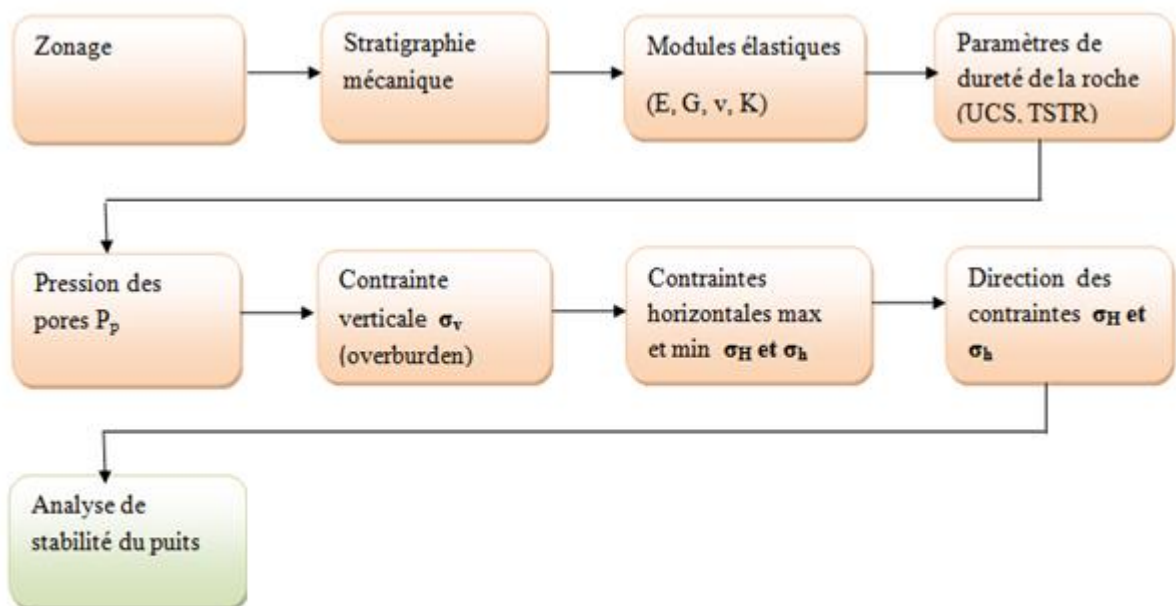 Zonage
Stratigraphie
mécanique
Modules élastiques
(E, G, ν, K)
Paramètres de
dureté de la roche
(UCS, TSTR)
Pression des
pores Pₚ
Contrainte
verticale σᵥ
(overburden)
Contraintes
horizontales max
et min σH et σh
Direction des
contraintes σH et
σh
Analyse de
stabilité du puits